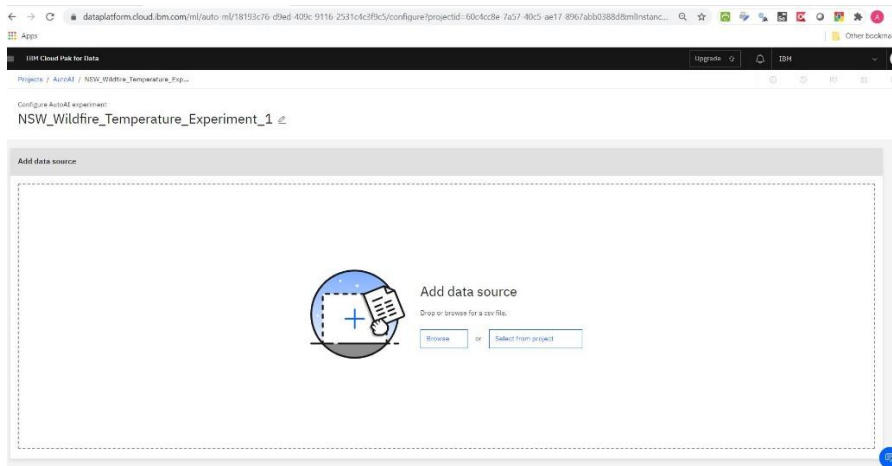 dataplatform.cloud.ibm.com/ml/auto-ml/18193c76-d9ed-409c-9116-2531c4c3f9c5/configure?projectid=60c4cc8e-7a57-40c5-ae17-8967abb0388d&mlInstanc...
Apps
Other bookma
IBM Cloud Pak for Data
Upgrade
IBM
Projects / AutoAI / NSW_Wildfire_Temperature_Exp...
Configure AutoAI experiment
NSW_Wildfire_Temperature_Experiment_1
Add data source
Add data source
Drop or browse for a csv file.
Browse or Select from project